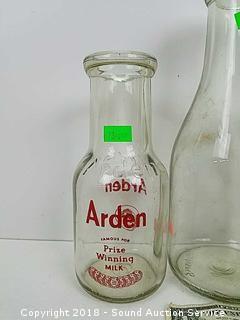 Arden
Arden
FAMOUS FOR
Prize
Winning
MILK
Copyright 2018 - Sound Auction Service